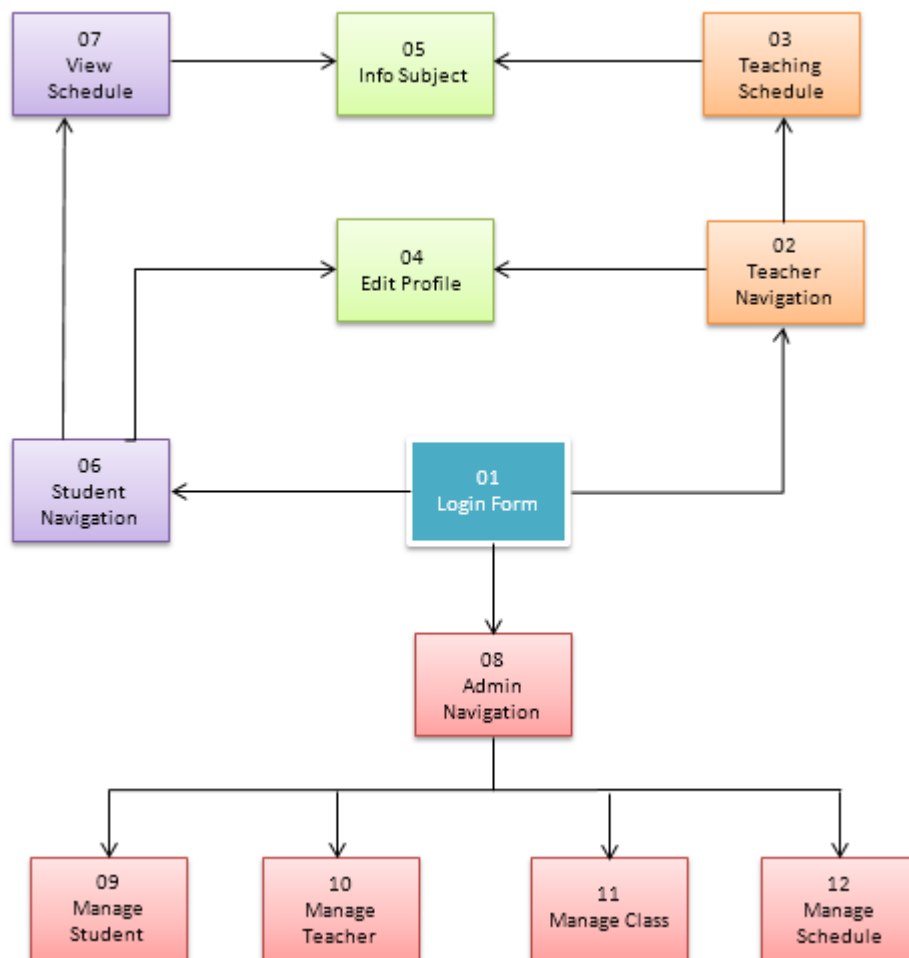 07
View
Schedule
05
Info Subject
03
Teaching
Schedule
04
Edit Profile
02
Teacher
Navigation
06
Student
Navigation
01
Login Form
08
Admin
Navigation
09
Manage
Student
10
Manage
Teacher
11
Manage Class
12
Manage
Schedule